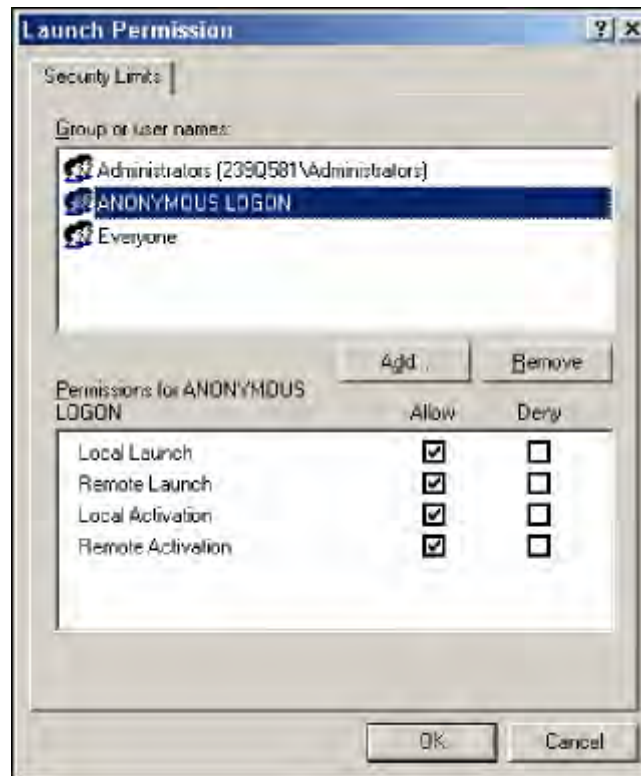 Launch Permission
Security Limits
Group or user names:
Administrators (239Q581\Administrators)
ANONYMOUS LOGON
Everyone
Add...
Remove
Permissions for ANONYMOUS
LOGON
Allow
Deny
Local Launch
Remote Launch
Local Activation
Remote Activation
OK
Cancel